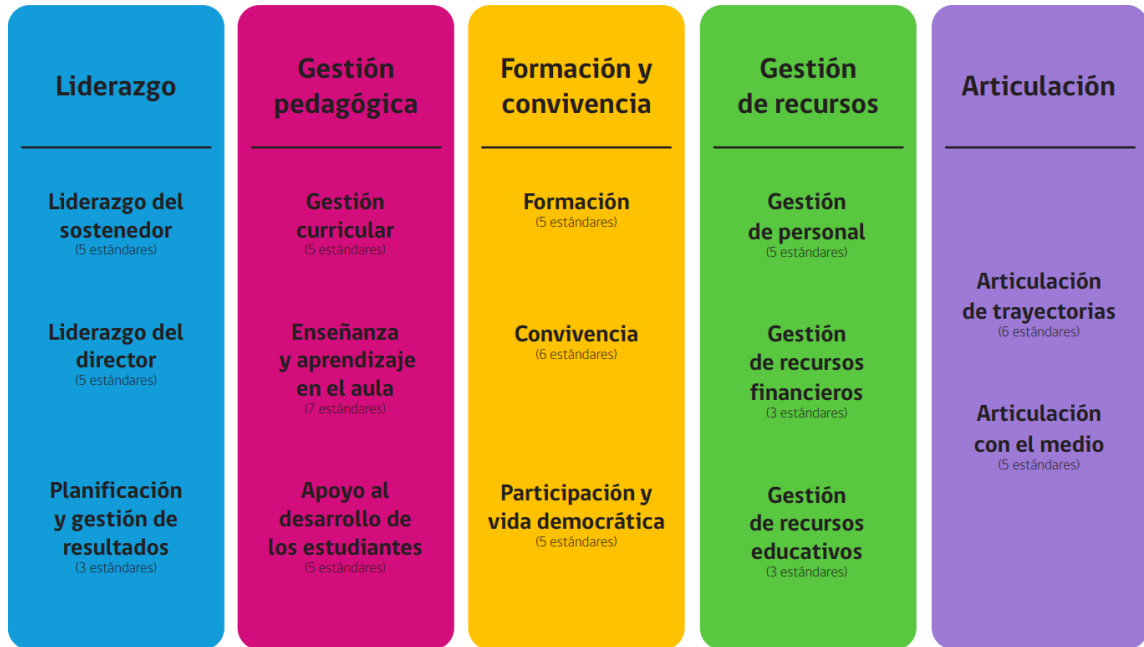 Liderazgo
Liderazgo del
sostenedor
(5 estándares)
Liderazgo del
director
(5 estándares)
Planificación
y gestión de
resultados
(3 estándares)
Gestión
pedagógica
Gestión
curricular
(5 estándares)
Enseñanza
y aprendizaje
en el aula
(7 estándares)
Apoyo al
desarrollo de
los estudiantes
(5 estándares)
Formación y
convivencia
Formación
(5 estándares)
Convivencia
(6 estándares)
Participación y
vida democrática
(5 estándares)
Gestión
de recursos
Gestión
de personal
(5 estándares)
Gestión
de recursos
financieros
(3 estándares)
Gestión
de recursos
educativos
(3 estándares)
Articulación
Articulación
de trayectorias
(6 estándares)
Articulación
con el medio
(5 estándares)